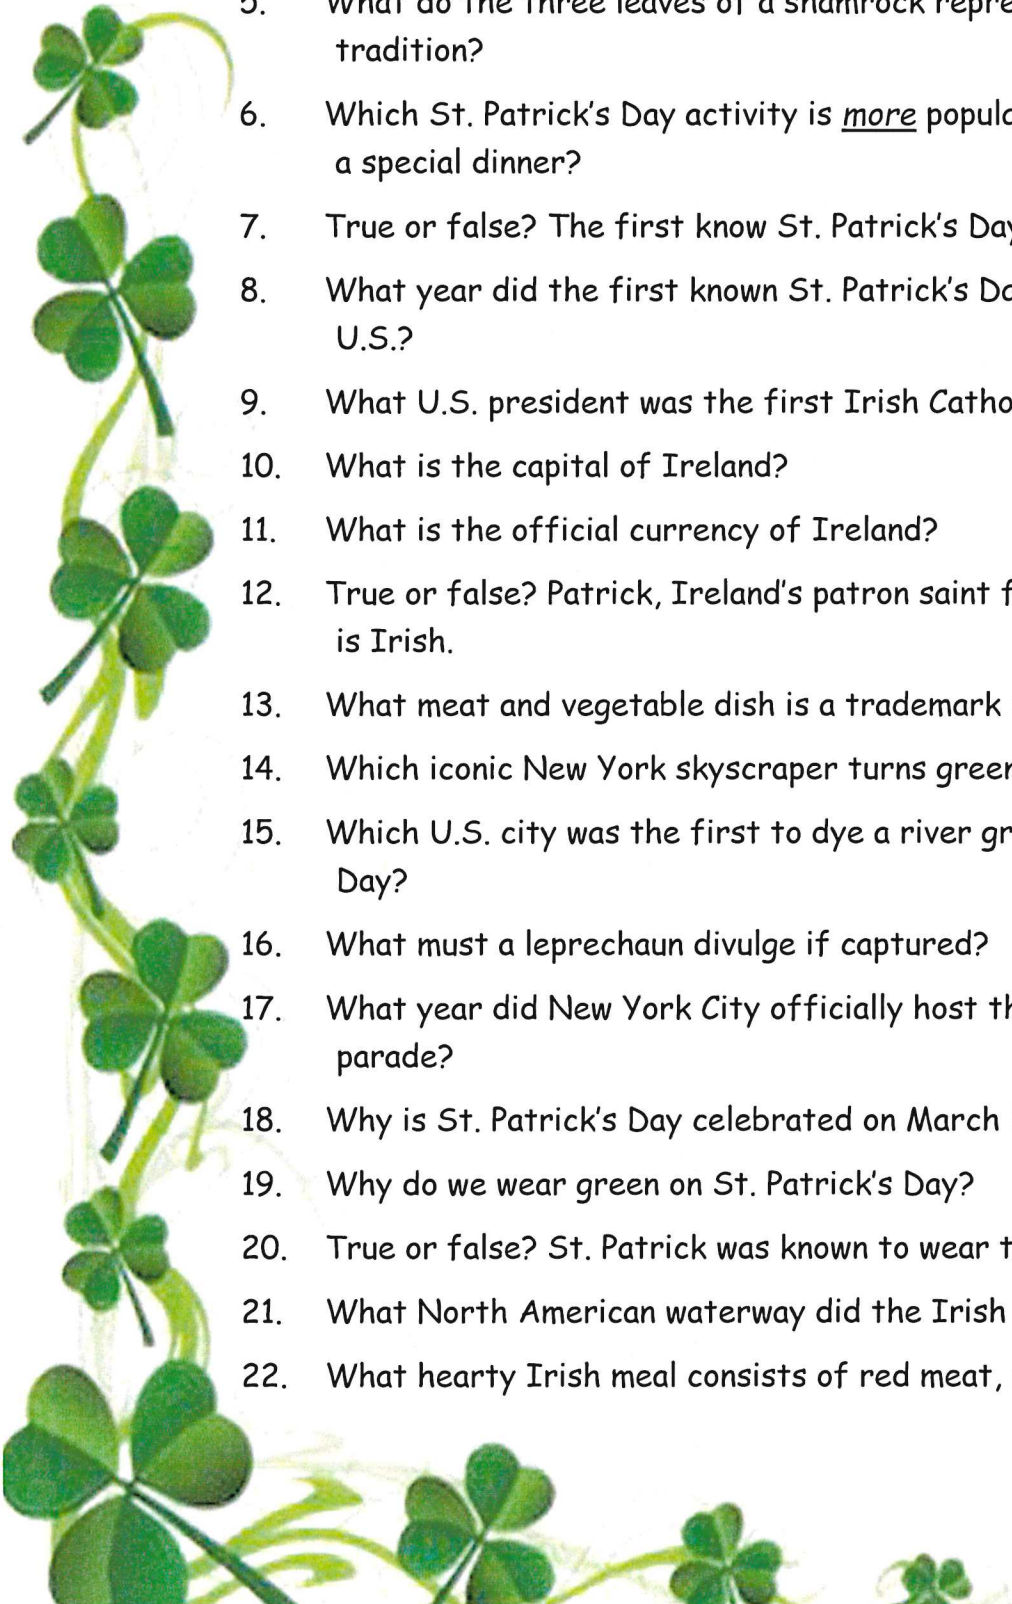 5. What do the three leaves of a shamrock
tradition?
6. Which St. Patrick's Day activity is more
a special dinner?
7. True or false? The first know St. Patrick's Day
8. What year did the first known St. Patrick's
U.S.?
9. What U.S. president was the first Irish
10. What is the capital of Ireland?
11. What is the official currency of Ireland?
12. True or false? Patrick, Ireland's patron saint
is Irish.
13. What meat and vegetable dish is a trademark
14. Which iconic New York skyscraper turns green
15. Which U.S. city was the first to dye a river
Day?
16. What must a leprechaun divulge if captured?
17. What year did New York City officially host
parade?
18. Why is St. Patrick's Day celebrated on March
19. Why do we wear green on St. Patrick's Day?
20. True or false? St. Patrick was known to wear
21. What North American waterway did the Irish
22. What hearty Irish meal consists of red meat,